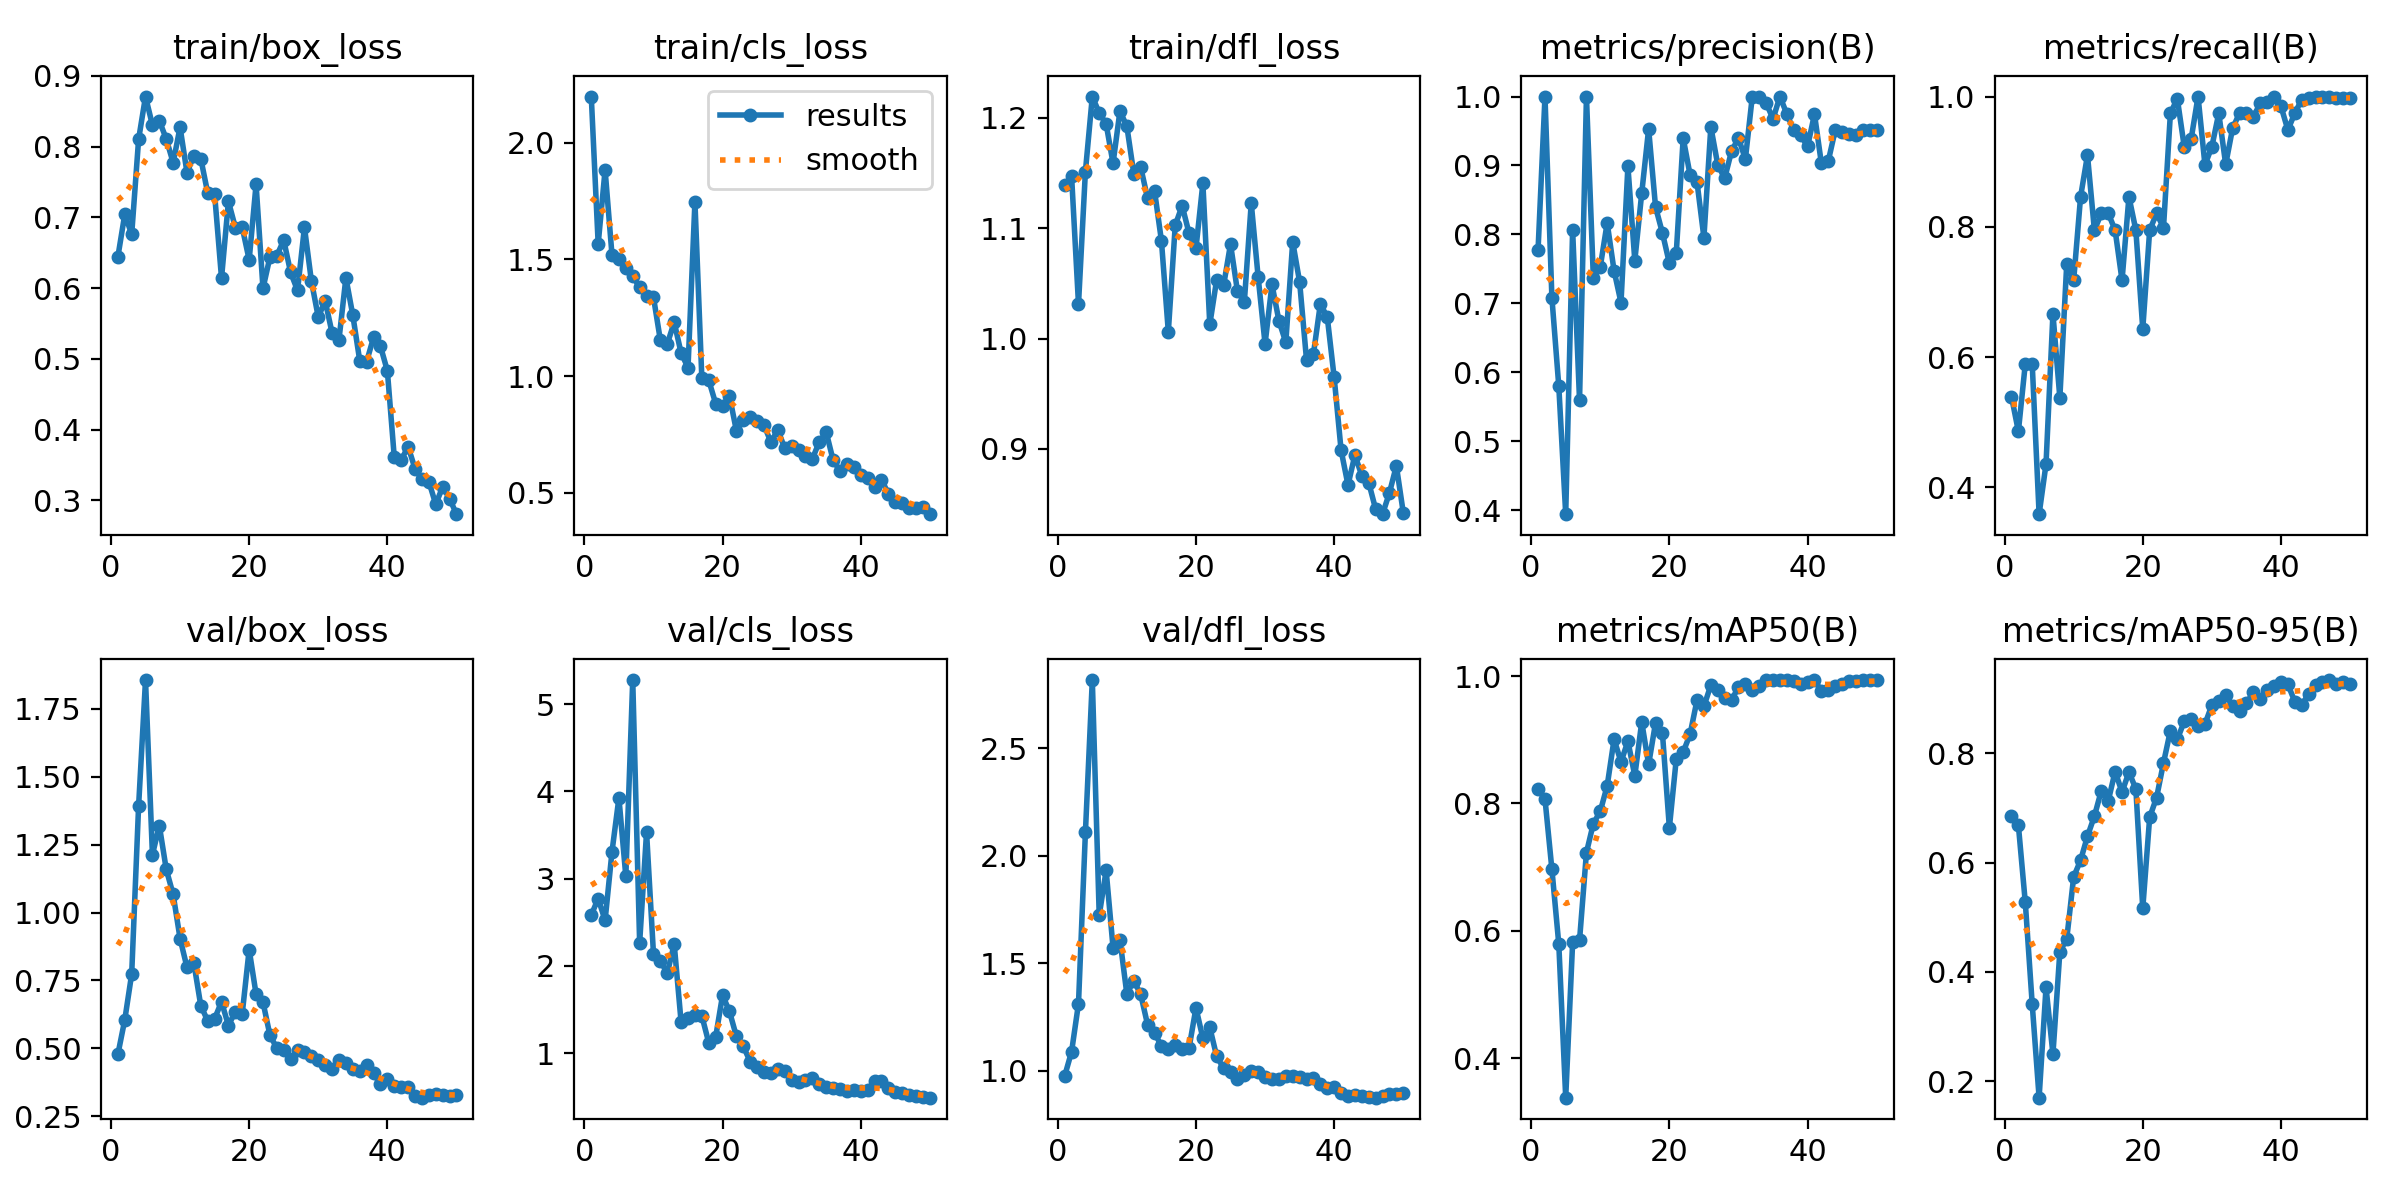 train/box_loss
0.9
0.8
0.7
0.6
0.5
0.4
0.3
0 20 40
train/cls_loss
results
smooth
2.0
1.5
1.0
0.5
0 20 40
train/dfl_loss
1.2
1.1
1.0
0.9
0 20 40
metrics/precision(B)
1.0
0.9
0.8
0.7
0.6
0.5
0.4
0 20 40
metrics/recall(B)
1.0
0.8
0.6
0.4
0 20 40
val/box_loss
1.75
1.50
1.25
1.00
0.75
0.50
0.25
0 20 40
val/cls_loss
5
4
3
2
1
0 20 40
val/dfl_loss
2.5
2.0
1.5
1.0
0 20 40
metrics/mAP50(B)
1.0
0.8
0.6
0.4
0 20 40
metrics/mAP50-95(B)
0.8
0.6
0.4
0.2
0 20 40